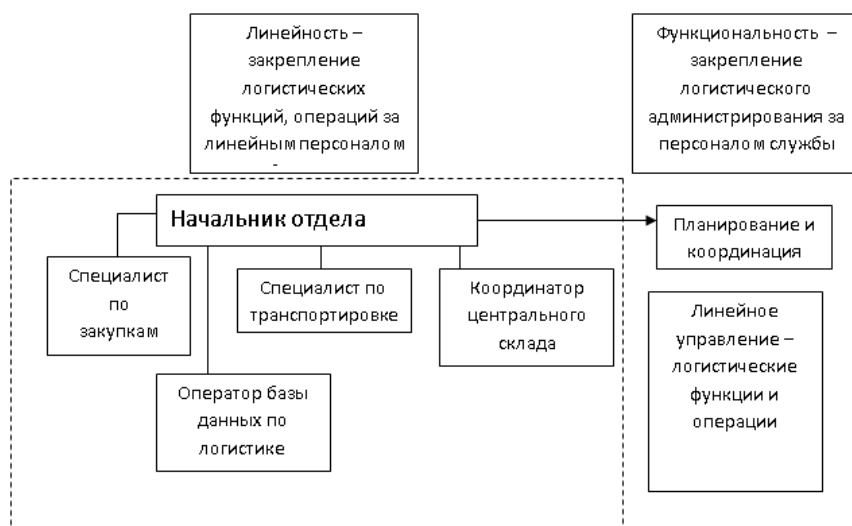 Линейность –
закрепление
логистических
функций, операций за
линейным персоналом
Функциональность –
закрепление
логистического
администрирования за
персоналом службы
Начальник отдела
Планирование и
координация
Специалист
по
закупкам
Специалист по
транспортировке
Координатор
центрального
склада
Линейное
управление –
логистические
функции и
операции
Оператор базы
данных по
логистике